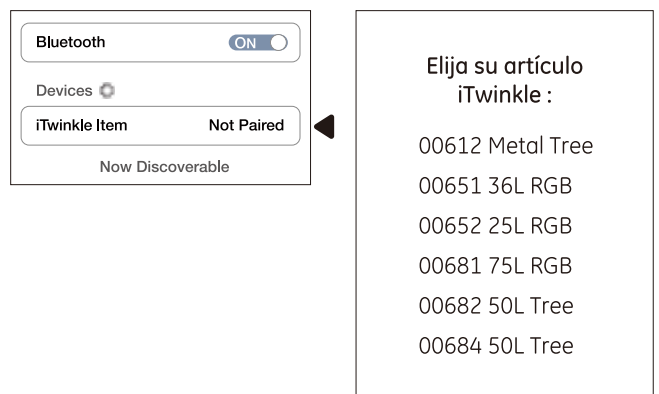 Bluetooth ON
Devices
iTwinkle Item Not Paired
Now Discoverable
Elija su artículo
iTwinkle :
00612 Metal Tree
00651 36L RGB
00652 25L RGB
00681 75L RGB
00682 50L Tree
00684 50L Tree